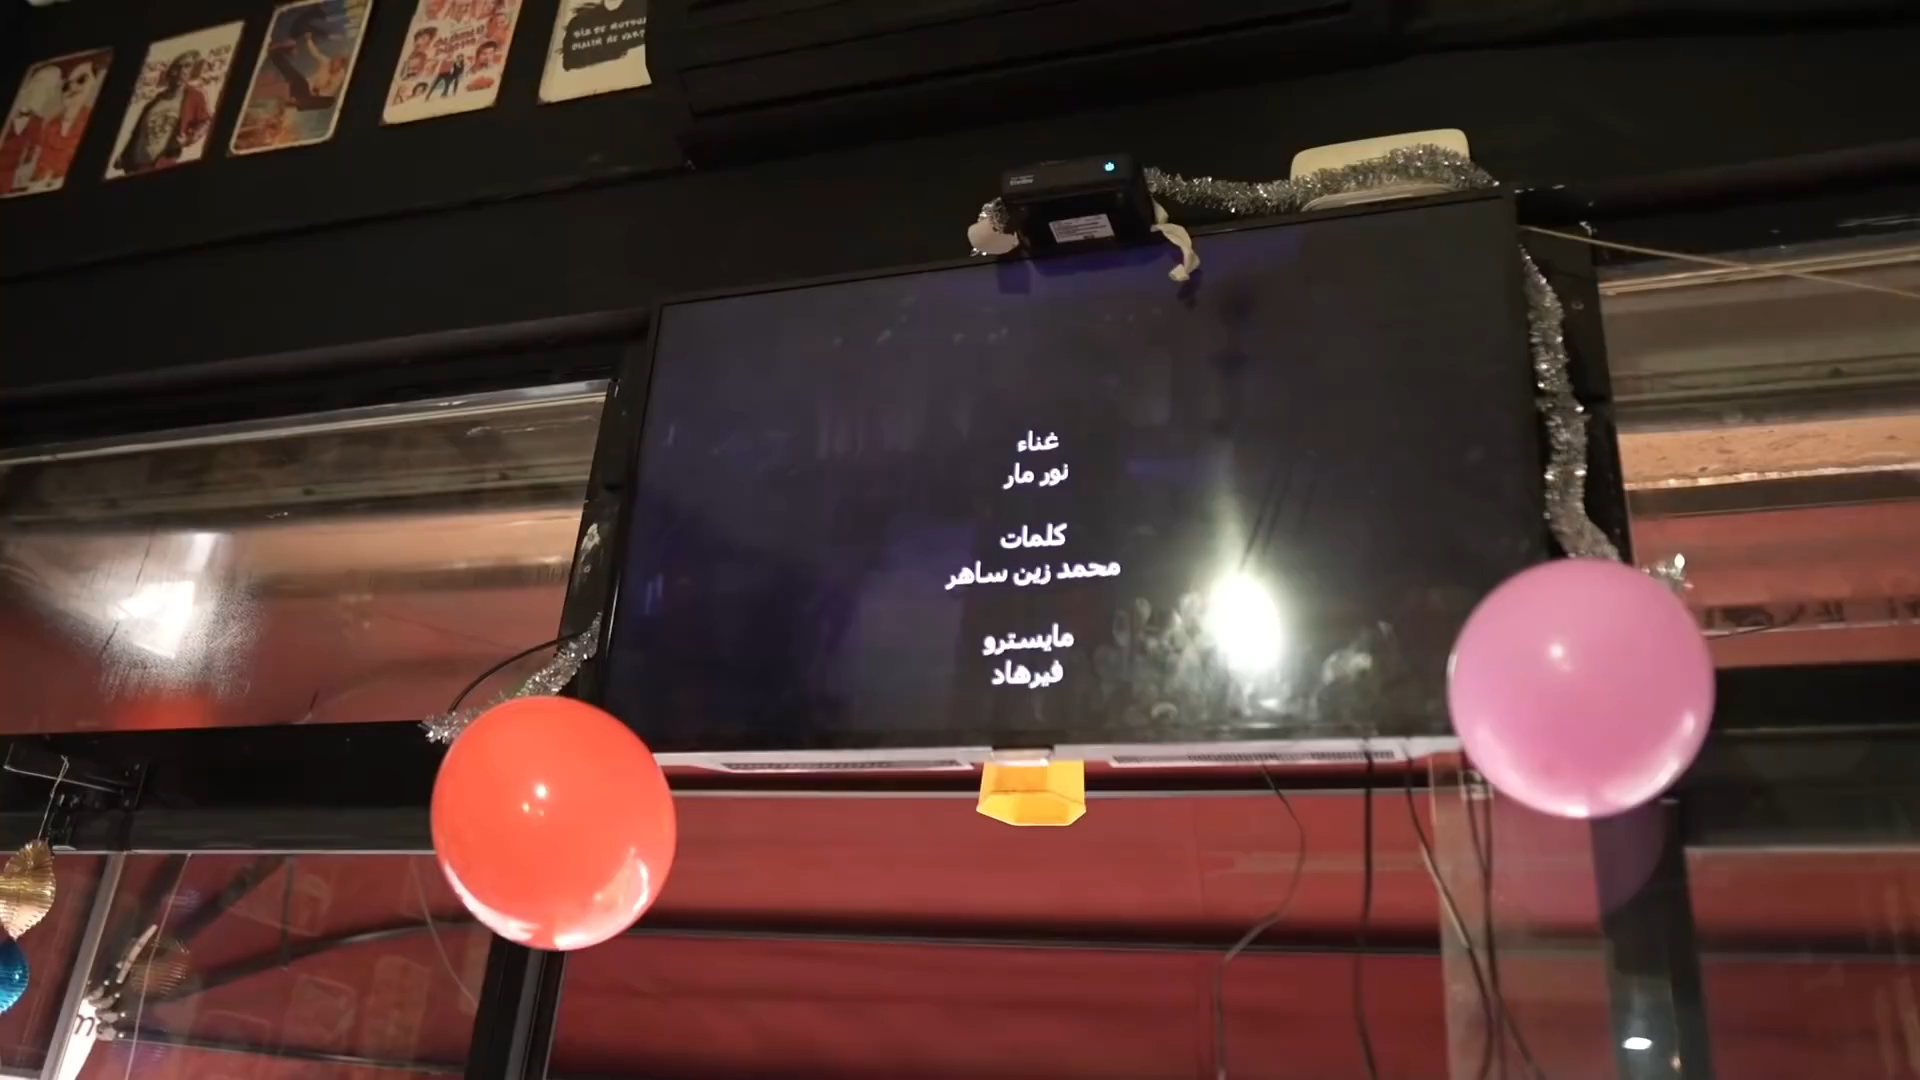 غناء
نور مار
كلمات
محمد زين ساهر
مايسترو
فيرهاد